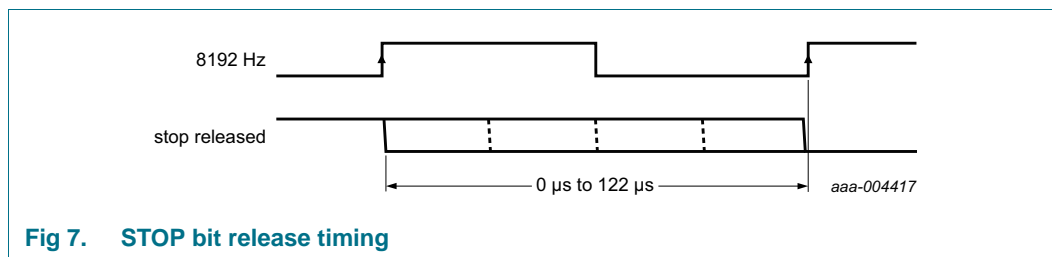 8192 Hz
stop released
0 μs to 122 μs
aaa-004417
Fig 7. STOP bit release timing